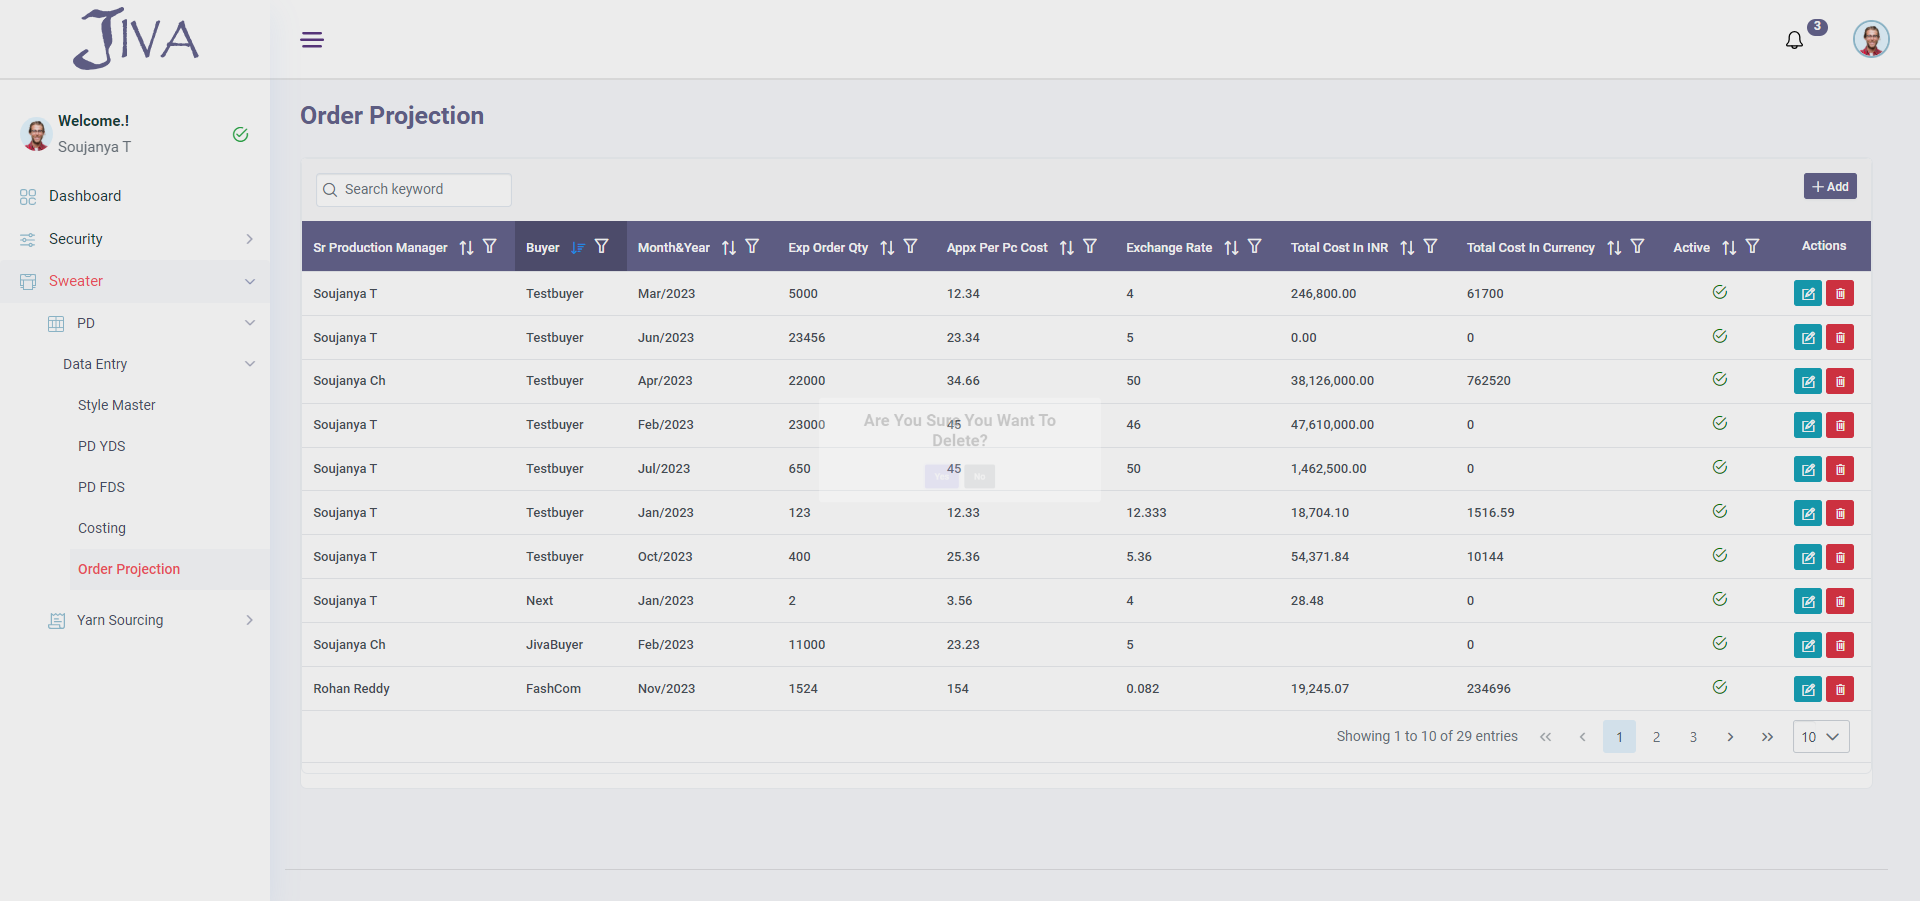 JIVA
3
Welcome.!
Soujanya T
Dashboard
Security
Sweater
PD
Data Entry
Style Master
PD YDS
PD FDS
Costing
Order Projection
Yarn Sourcing
Order Projection
Search keyword
Add
Sr Production Manager Buyer Month&Year Exp Order Qty Appx Per Pc Cost Exchange Rate Total Cost In INR Total Cost In Currency Active Actions
Soujanya T Testbuyer Mar/2023 5000 12.34 4 246,800.00 61700
Soujanya T Testbuyer Jun/2023 23456 23.34 5 0.00 0
Soujanya Ch Testbuyer Apr/2023 22000 34.66 50 38,126,000.00 762520
Soujanya T Testbuyer Feb/2023 23000 45 46 47,610,000.00 0
Soujanya T Testbuyer Jul/2023 650 45 50 1,462,500.00 0
Soujanya T Testbuyer Jan/2023 123 12.33 12.333 18,704.10 1516.59
Soujanya T Testbuyer Oct/2023 400 25.36 5.36 54,371.84 10144
Soujanya T Next Jan/2023 2 3.56 4 28.48 0
Soujanya Ch JivaBuyer Feb/2023 11000 23.23 5 0
Rohan Reddy FashCom Nov/2023 1524 154 0.082 19,245.07 234696
Are You Sure You Want To
Delete?
Yes No
Showing 1 to 10 of 29 entries 1 2 3 10